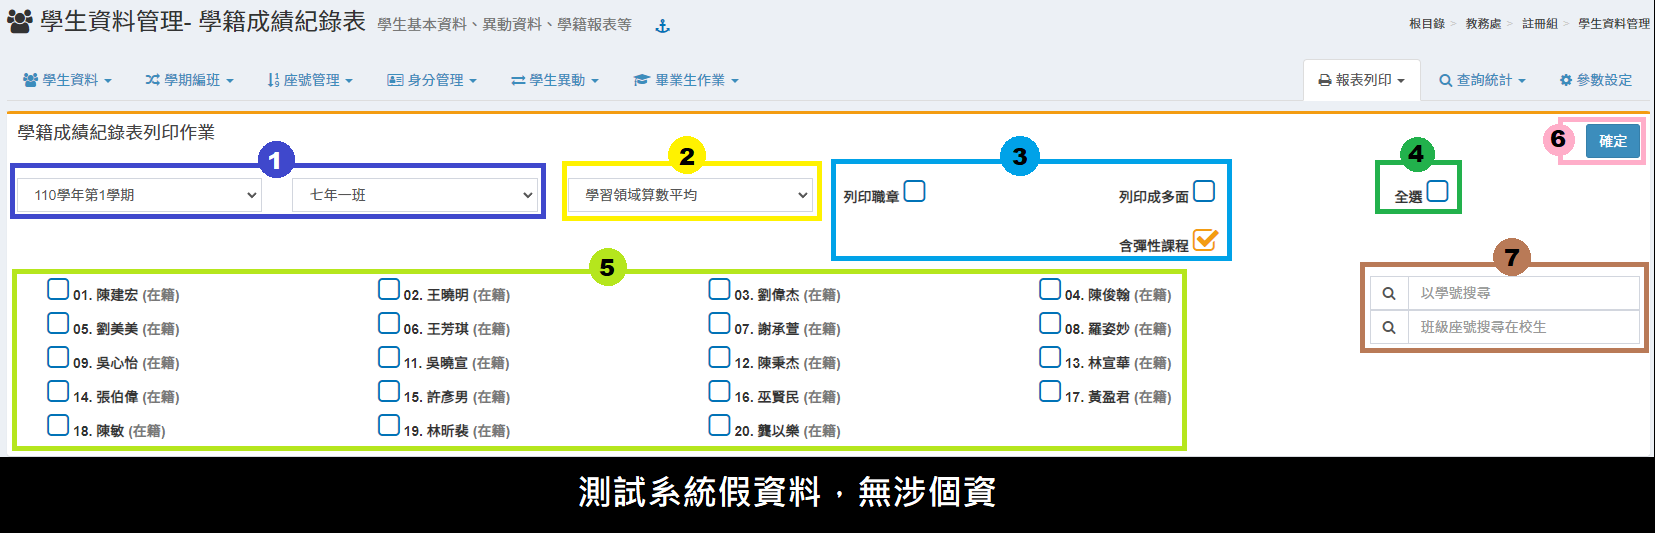 學生資料管理- 學籍成績紀錄表 學生基本資料、異動資料、學籍報表等
根目錄 > 教務處 > 註冊組 > 學生資料管理
學生資料 學期編班 座號管理 身分管理 學生異動 畢業生作業 報表列印 查詢統計 參數設定
學籍成績紀錄表列印作業
6 確定
1 2 3 4
110學年第1學期 七年一班 學習領域算數平均 列印職章 列印成多面 全選
含彈性課程
5 7
01. 陳建宏 (在籍) 02. 王曉明 (在籍) 03. 劉偉杰 (在籍) 04. 陳俊翰 (在籍) 以學號搜尋
05. 劉美美 (在籍) 06. 王芳琪 (在籍) 07. 謝承萱 (在籍) 08. 羅姿妙 (在籍) 班級座號搜尋在校生
09. 吳心怡 (在籍) 11. 吳曉宣 (在籍) 12. 陳秉杰 (在籍) 13. 林宣華 (在籍)
14. 張伯偉 (在籍) 15. 許彥男 (在籍) 16. 巫賢民 (在籍) 17. 黃盈君 (在籍)
18. 陳敏 (在籍) 19. 林昕裴 (在籍) 20. 龔以樂 (在籍)
測試系統假資料，無涉個資